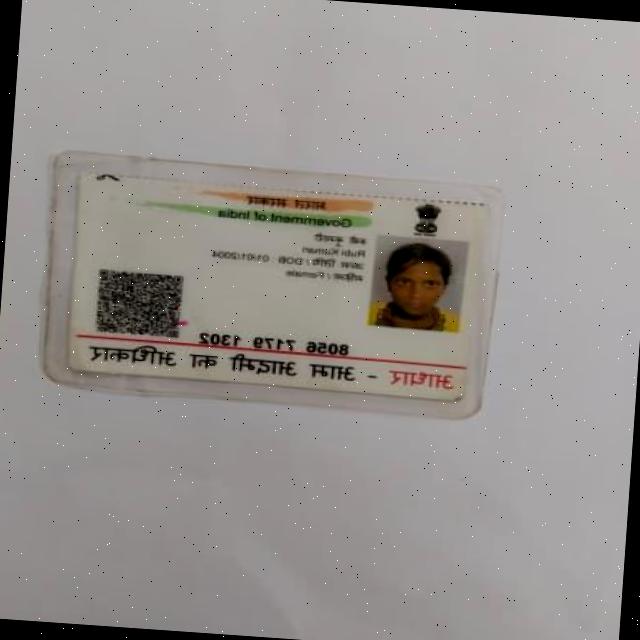 भारत सरकार
Government of India
रुबी कुमारी
Rubi Kumari
जन्म तिथि / DOB : 01/01/2004
महिला / Female
8056 7179 1302
आधार - आम आदमी का अधिकार